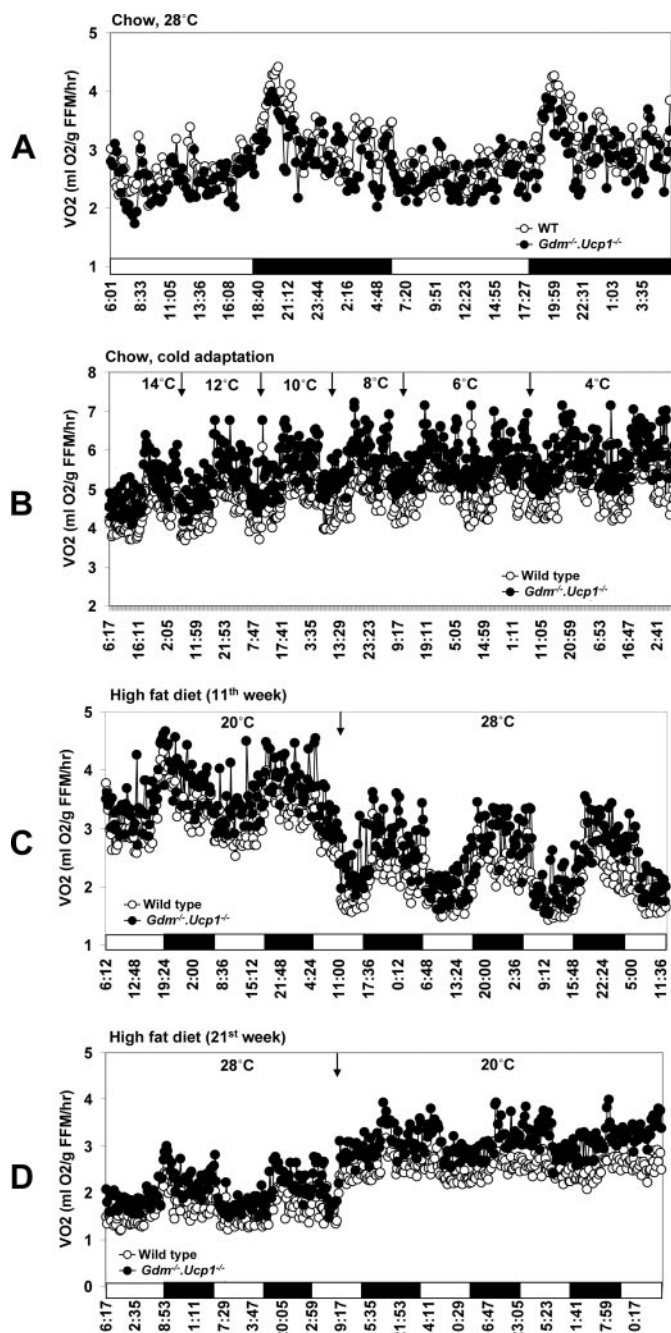 Chow, 28°C
A
VO2 (ml O2/g FFM/hr)
5
4
3
2
1
WT
Gdm-/-.Ucp1-/-
6:01 8:33 11:05 13:36 16:08 18:40 21:12 23:44 2:16 4:48 7:20 9:51 12:23 14:55 17:27 19:59 22:31 1:03 3:35
Chow, cold adaptation
B
VO2 (ml O2/g FFM/hr)
8
7
6
5
4
3
2
14°C 12°C 10°C 8°C 6°C 4°C
Wild type
Gdm-/-.Ucp1-/-
6:17 16:11 2:05 11:59 21:53 7:47 17:41 3:35 13:29 23:23 9:17 19:11 5:05 14:59 1:11 11:05 20:59 6:53 16:47 2:41
High fat diet (11th week)
C
VO2 (ml O2/g FFM/hr)
5
4
3
2
1
20°C 28°C
Wild type
Gdm-/-.Ucp1-/-
6:12 12:48 19:24 2:00 8:36 15:12 21:48 4:24 11:00 17:36 0:12 6:48 13:24 20:00 2:36 9:12 15:48 22:24 5:00 11:36
High fat diet (21st week)
D
VO2 (ml O2/g FFM/hr)
5
4
3
2
1
0
28°C 20°C
Wild type
Gdm-/-.Ucp1-/-
6:17 2:35 8:53 1:11 7:29 3:47 0:05 2:59 9:17 5:35 1:53 4:11 0:29 6:47 3:05 5:23 1:41 7:59 0:17